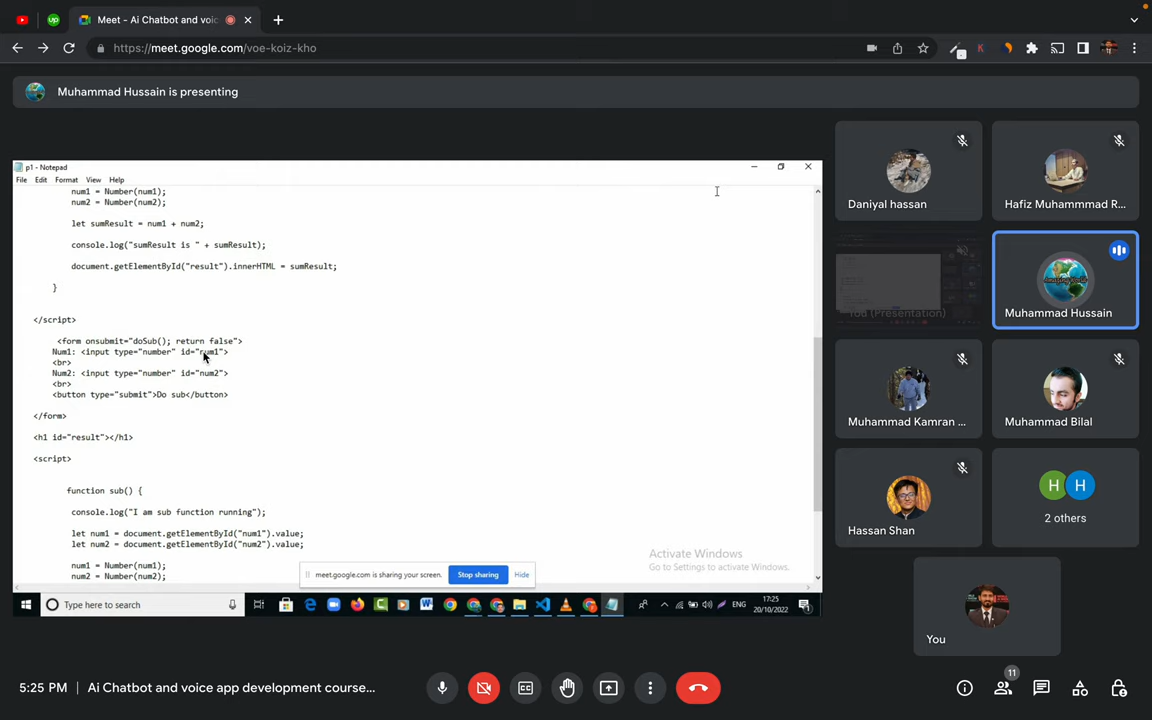 Meet - Ai Chatbot and voic
https://meet.google.com/voe-koiz-kho
Muhammad Hussain is presenting
p1 - Notepad
File Edit Format View Help
num1 = Number(num1);
num2 = Number(num2);
let sumResult = num1 + num2;
console.log("sumResult is " + sumResult);
document.getElementById("result").innerHTML = sumResult;
}
</script>
<form onsubmit="doSub(); return false">
Num1: <input type="number" id="num1">
<br>
Num2: <input type="number" id="num2">
<br>
<button type="submit">Do sub</button>
</form>
<h1 id="result"></h1>
<script>
function sub() {
console.log("I am sub function running");
let num1 = document.getElementById("num1").value;
let num2 = document.getElementById("num2").value;
num1 = Number(num1);
num2 = Number(num2);
Activate Windows
Go to Settings to activate Windows.
meet.google.com is sharing your screen.
Stop sharing
Hide
Type here to search
ENG
17:25
20/10/2022
Daniyal hassan
Hafiz Muhammmad R...
You (Presentation)
Muhammad Hussain
Muhammad Kamran ...
Muhammad Bilal
Hassan Shan
H
H
2 others
You
5:25 PM | Ai Chatbot and voice app development course...
11